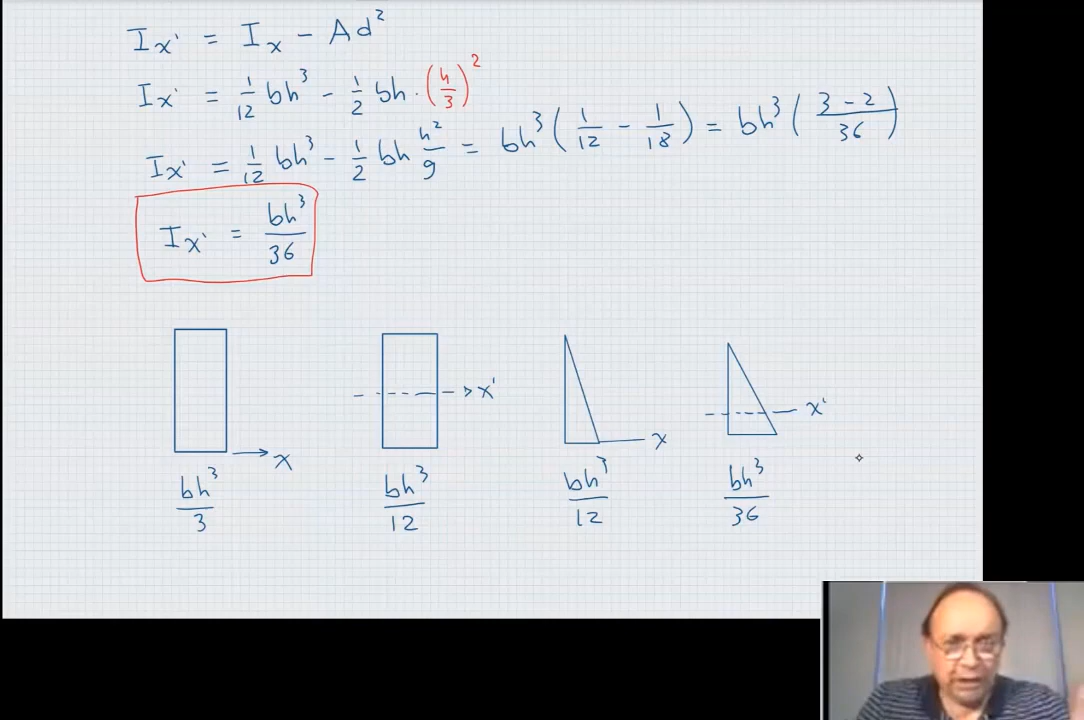 Ix' = Ix - Ad²
Ix' = 1/12 bh³ - 1/2 bh · (h/3)²
Ix' = 1/12 bh³ - 1/2 bh h²/9 = bh³ (1/12 - 1/18) = bh³ (3 - 2/36)
Ix' = bh³/36
x x' x x'
bh³/3 bh³/12 bh³/12 bh³/36